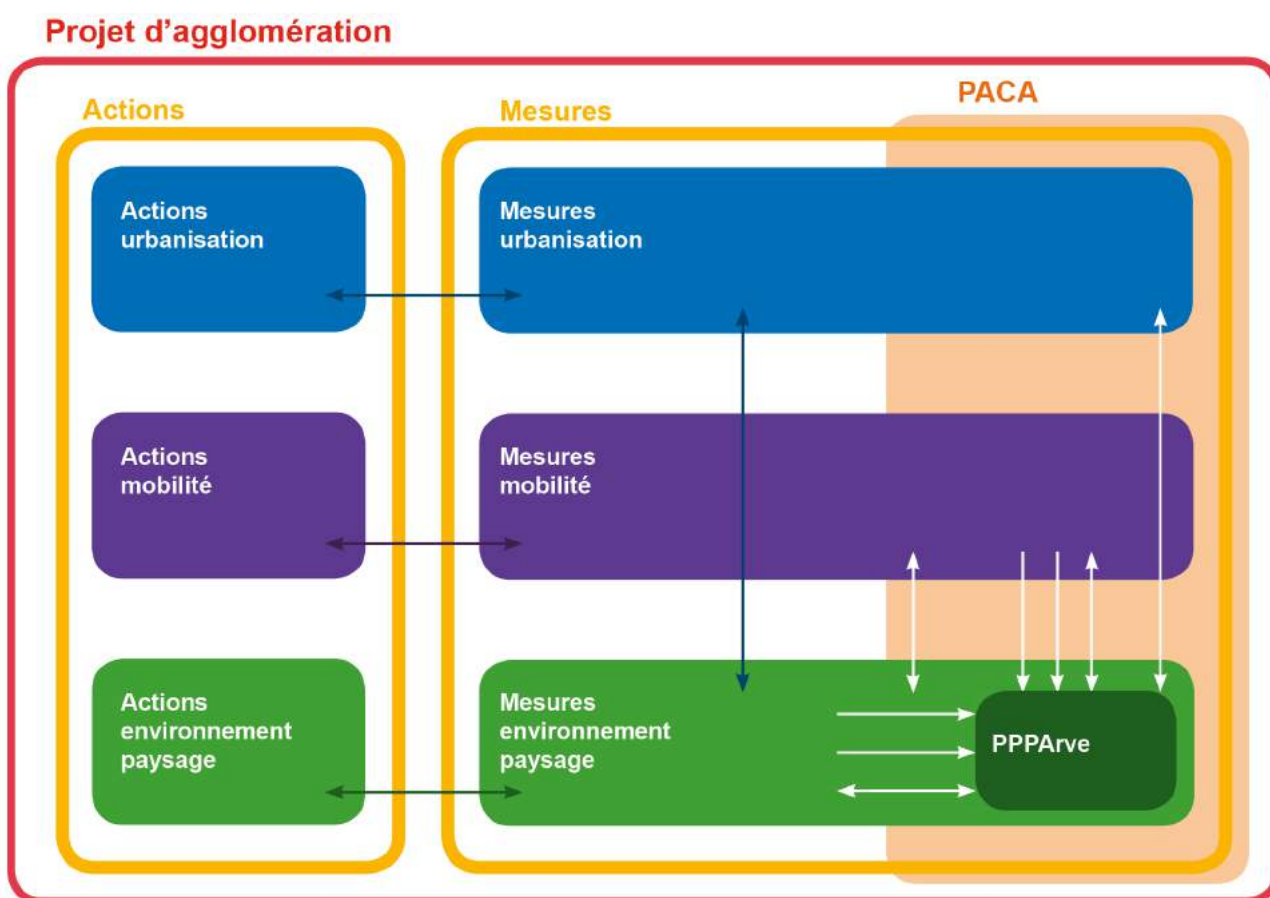 Projet d'agglomération
Actions
Mesures
PACA
Actions
urbanisation
Mesures
urbanisation
Actions
mobilité
Mesures
mobilité
Actions
environnement
paysage
Mesures
environnement
paysage
PPPArve